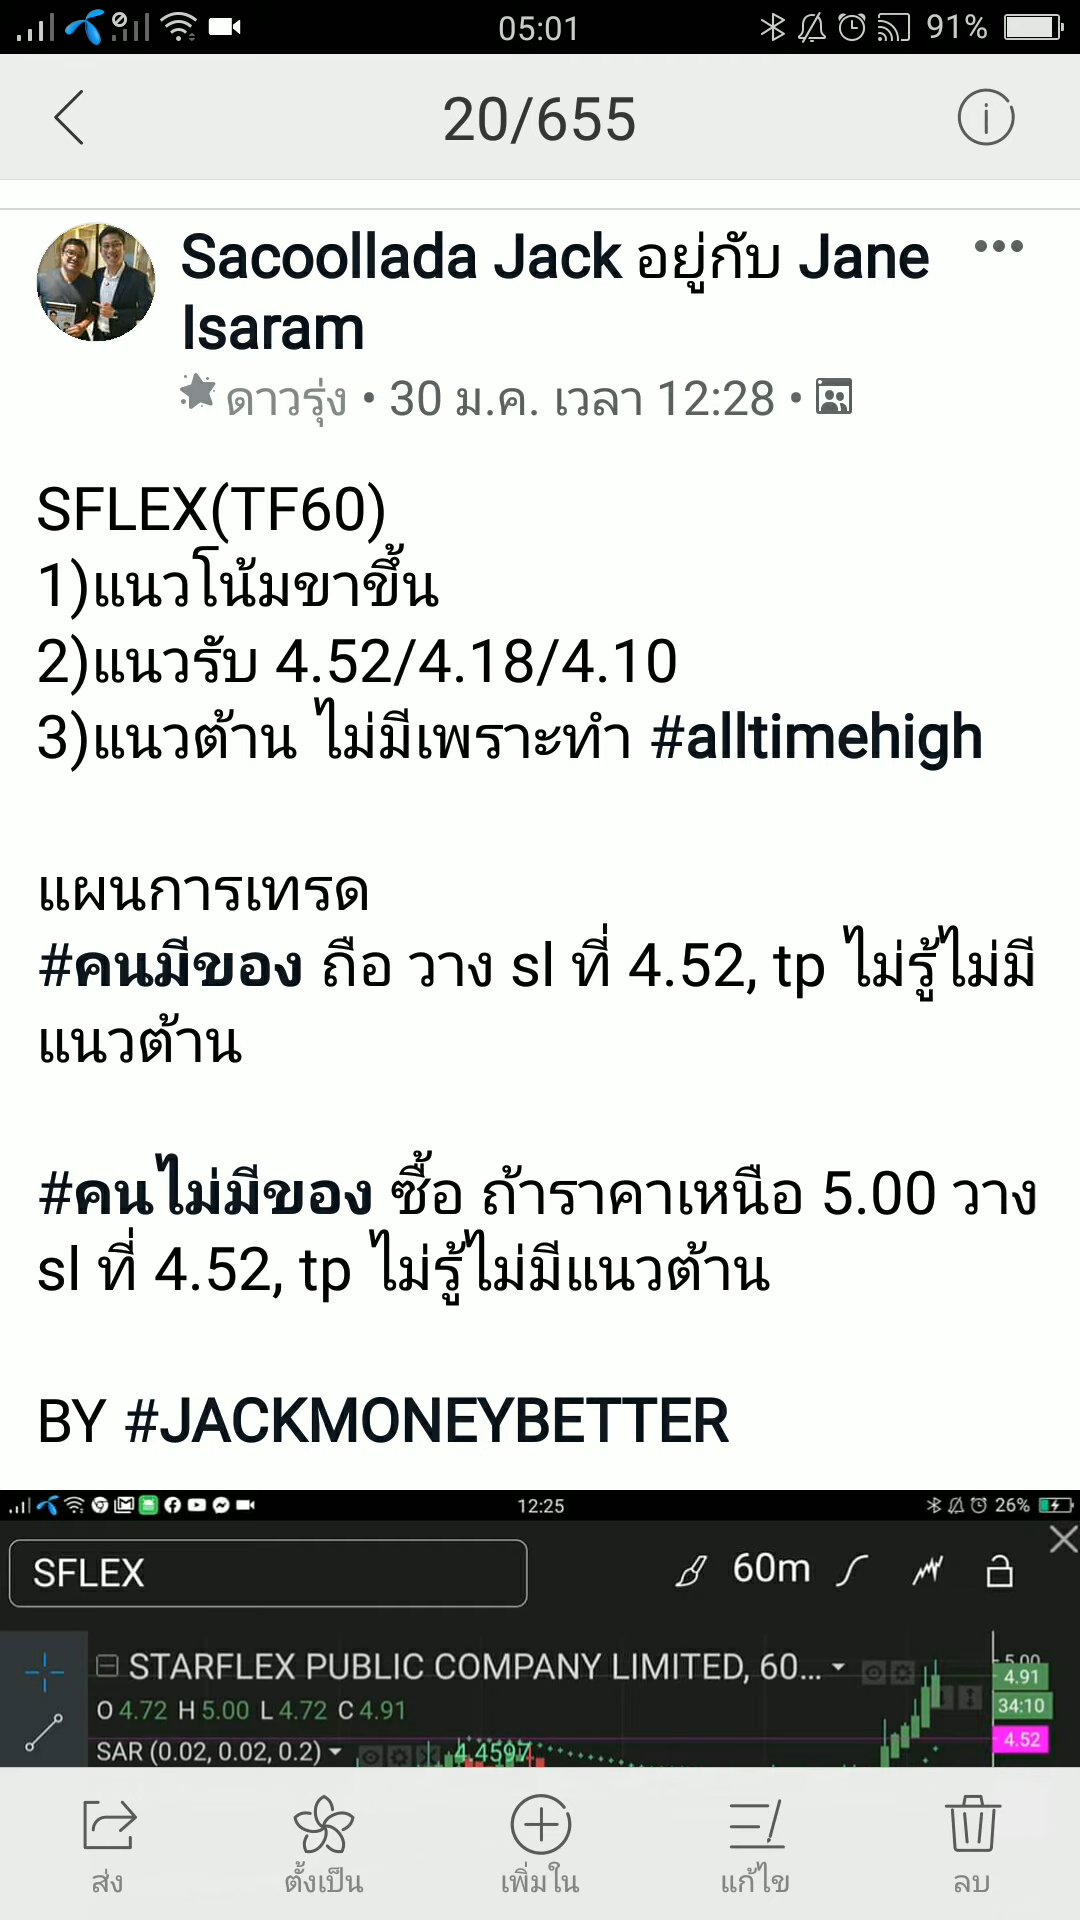 05:01
91%
20/655
Sacoollada Jack อยู่กับ Jane
Isaram
ดาวรุ่ง • 30 ม.ค. เวลา 12:28 •
SFLEX(TF60)
1)แนวโน้มขาขึ้น
2)แนวรับ 4.52/4.18/4.10
3)แนวต้าน ไม่มีเพราะทำ #alltimehigh
แผนการเทรด
#คนมีของ ถือ วาง sl ที่ 4.52, tp ไม่รู้ไม่มี
แนวต้าน
#คนไม่มีของ ซื้อ ถ้าราคาเหนือ 5.00 วาง
sl ที่ 4.52, tp ไม่รู้ไม่มีแนวต้าน
BY #JACKMONEYBETTER
12:25
26%
SFLEX
60m
STARFLEX PUBLIC COMPANY LIMITED, 60...
5.00
4.91
O 4.72 H 5.00 L 4.72 C 4.91
34:10
4.52
SAR (0.02, 0.02, 0.2)
4.4597
ส่ง
ตั้งเป็น
เพิ่มใน
แก้ไข
ลบ